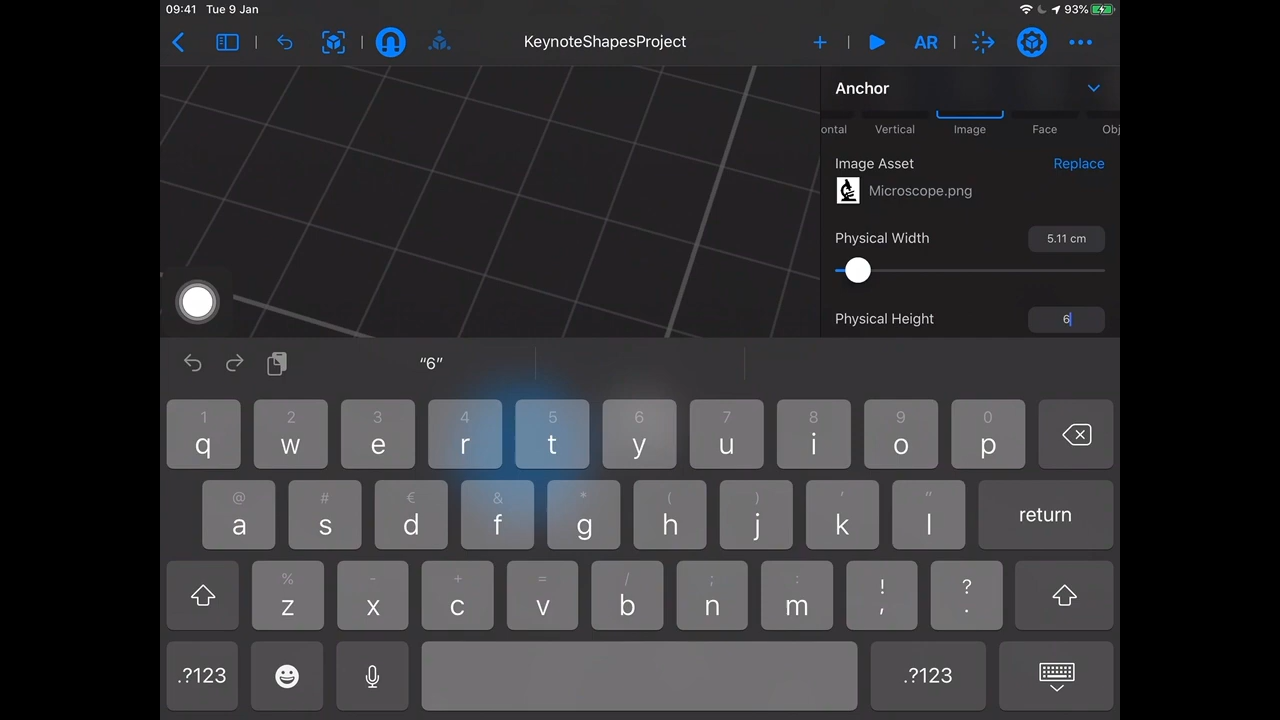 09:41 Tue 9 Jan 93%
KeynoteShapesProject AR
Anchor
ontal Vertical Image Face Obj
Image Asset Replace
Microscope.png
Physical Width 5.11 cm
Physical Height 6
“6”
1 2 3 4 5 6 7 8 9 0
q w e r t y u i o p
@ # € & * ( ) ' "
a s d f g h j k l return
% - + = / ; : ! ?
z x c v b n m , .
.?123 .?123